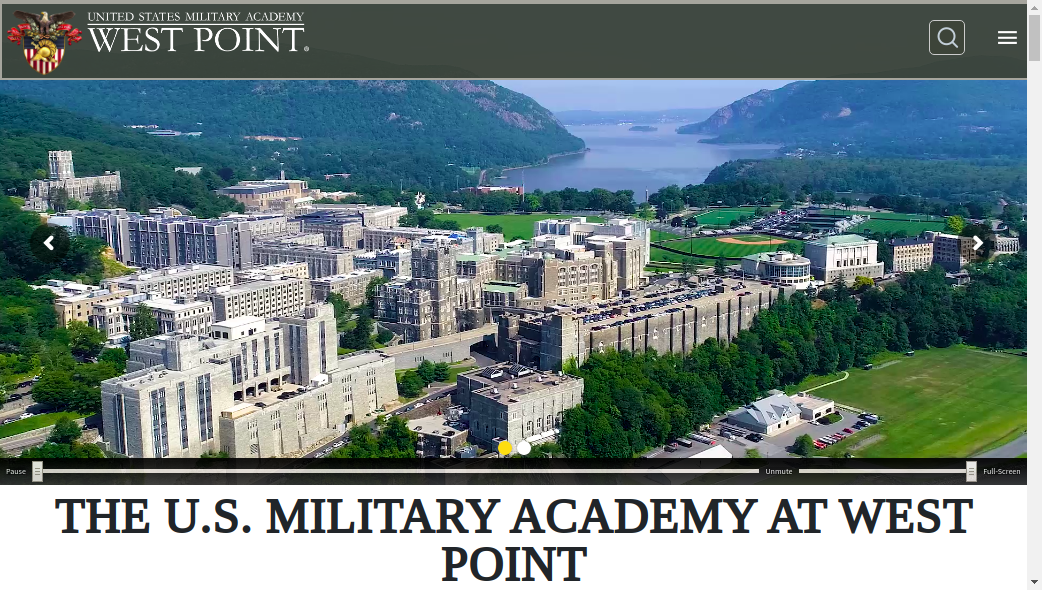 UNITED STATES MILITARY ACADEMY
WEST POINT®
Pause
Unmute
Full-Screen
THE U.S. MILITARY ACADEMY AT WEST
POINT